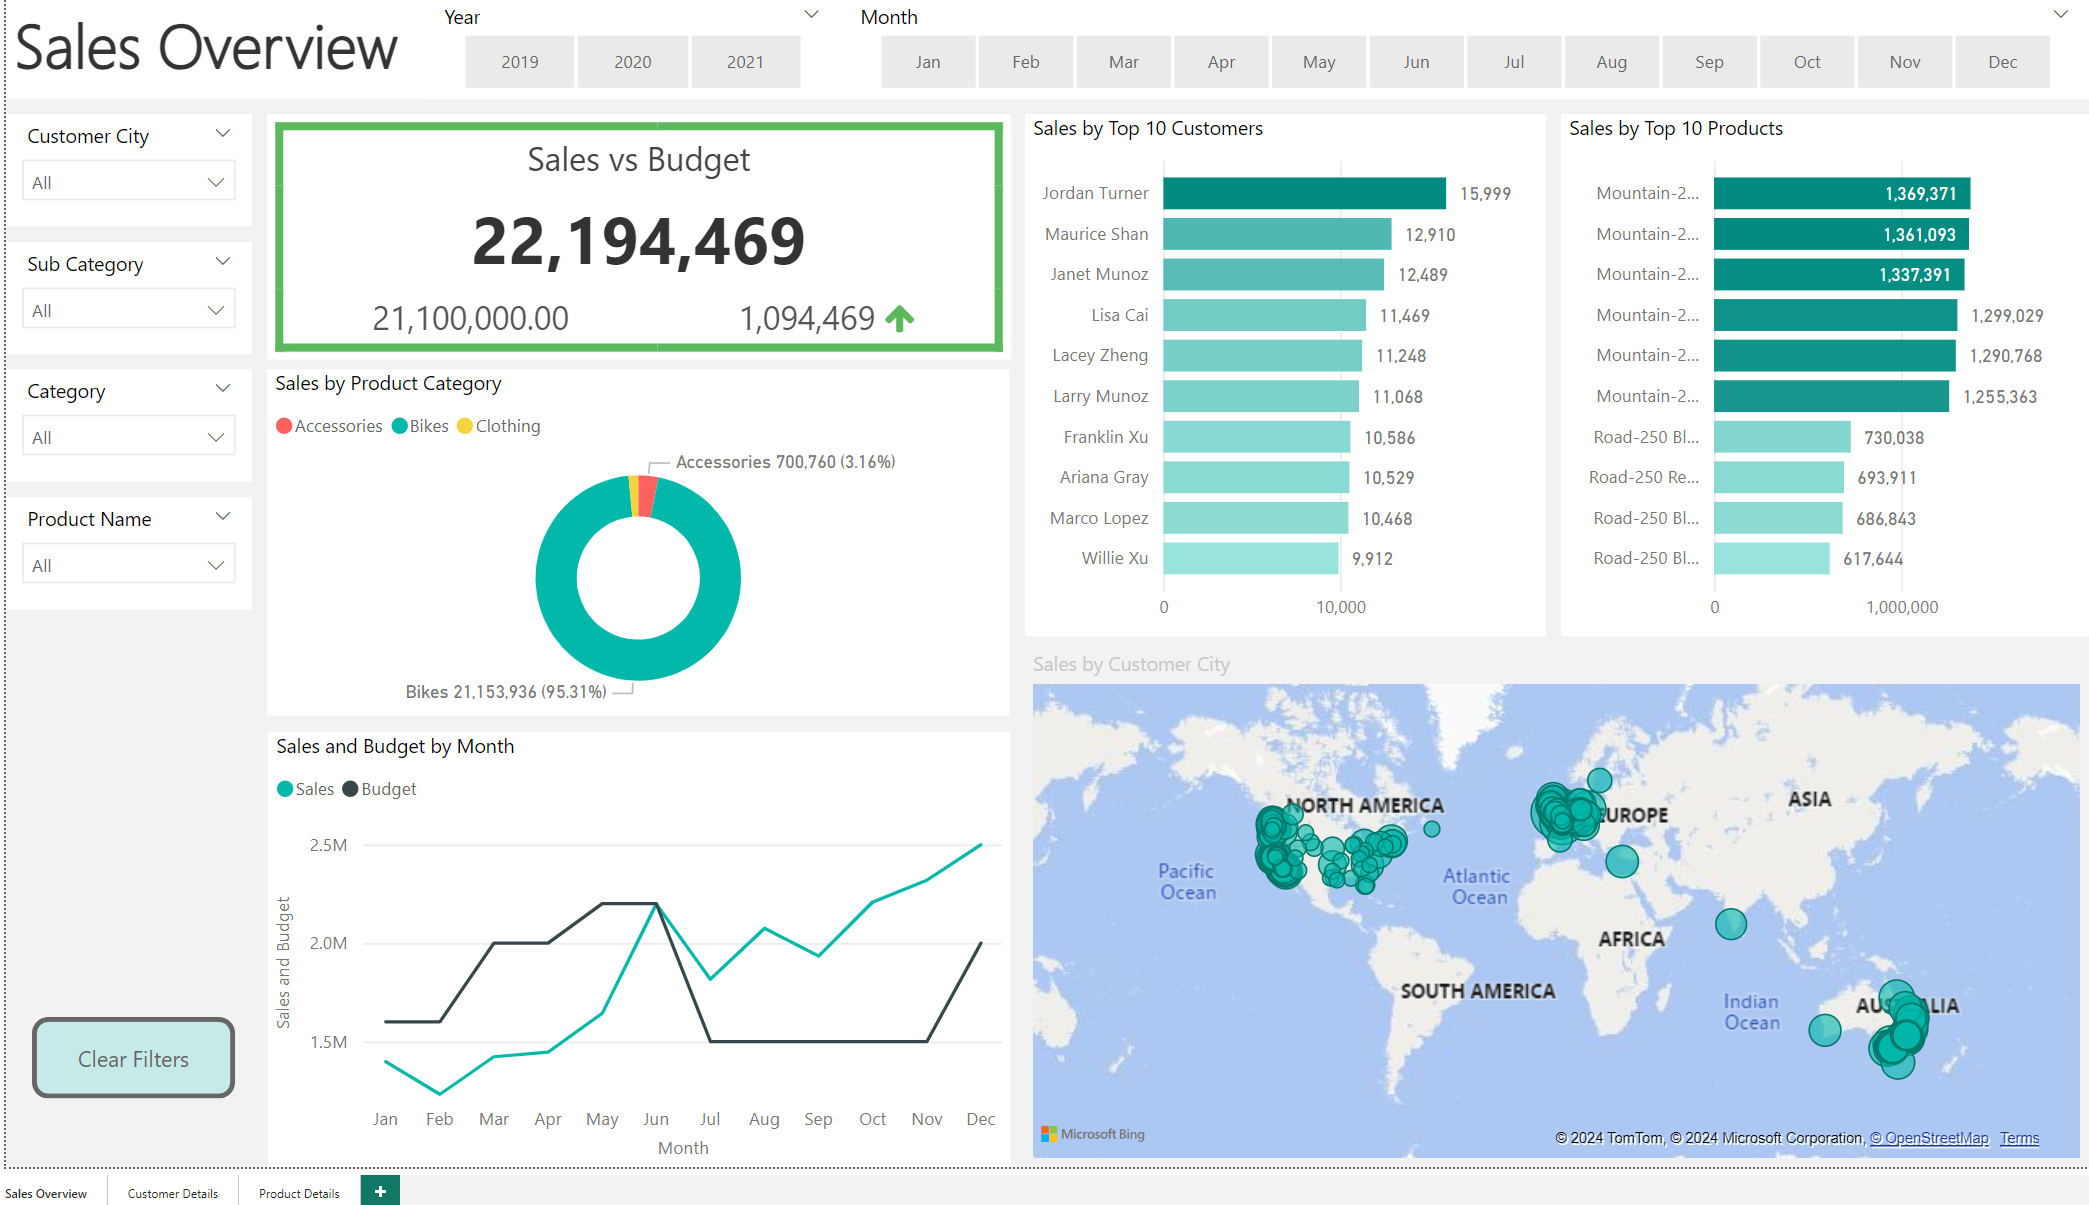 Sales Overview
Year
2019 2020 2021
Month
Jan Feb Mar Apr May Jun Jul Aug Sep Oct Nov Dec
Customer City
All
Sub Category
All
Category
All
Product Name
All
Clear Filters
Sales vs Budget
22,194,469
21,100,000.00 1,094,469
Sales by Product Category
Accessories Bikes Clothing
Accessories 700,760 (3.16%)
Bikes 21,153,936 (95.31%)
Sales and Budget by Month
Sales Budget
Sales and Budget
2.5M
2.0M
1.5M
Jan Feb Mar Apr May Jun Jul Aug Sep Oct Nov Dec
Month
Sales by Top 10 Customers
Jordan Turner 15,999
Maurice Shan 12,910
Janet Munoz 12,489
Lisa Cai 11,469
Lacey Zheng 11,248
Larry Munoz 11,068
Franklin Xu 10,586
Ariana Gray 10,529
Marco Lopez 10,468
Willie Xu 9,912
0 10,000
Sales by Top 10 Products
Mountain-2... 1,369,371
Mountain-2... 1,361,093
Mountain-2... 1,337,391
Mountain-2... 1,299,029
Mountain-2... 1,290,768
Mountain-2... 1,255,363
Road-250 Bl... 730,038
Road-250 Re... 693,911
Road-250 Bl... 686,843
Road-250 Bl... 617,644
0 1,000,000
Sales by Customer City
NORTH AMERICA
EUROPE
ASIA
Pacific
Ocean
Atlantic
Ocean
AFRICA
SOUTH AMERICA
Indian
Ocean
AUSTRALIA
Microsoft Bing
© 2024 TomTom, © 2024 Microsoft Corporation, © OpenStreetMap Terms
Sales Overview Customer Details Product Details +